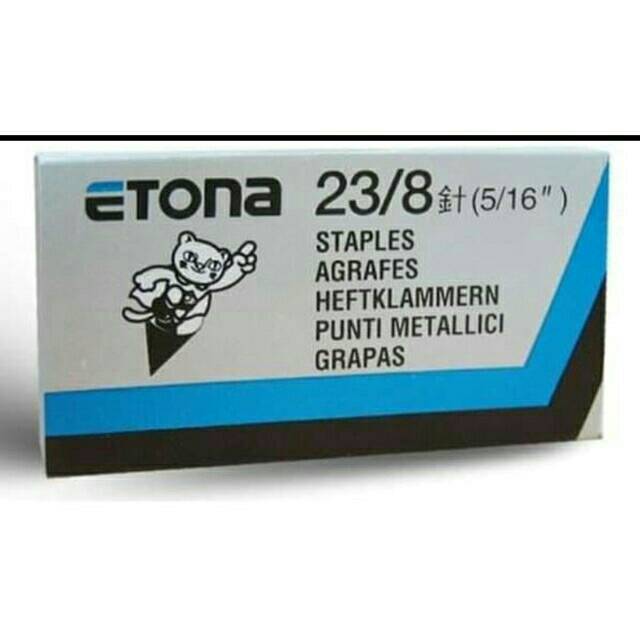 ETONA 23/8針(5/16")
STAPLES
AGRAFES
HEFTKLAMMERN
PUNTI METALLICI
GRAPAS